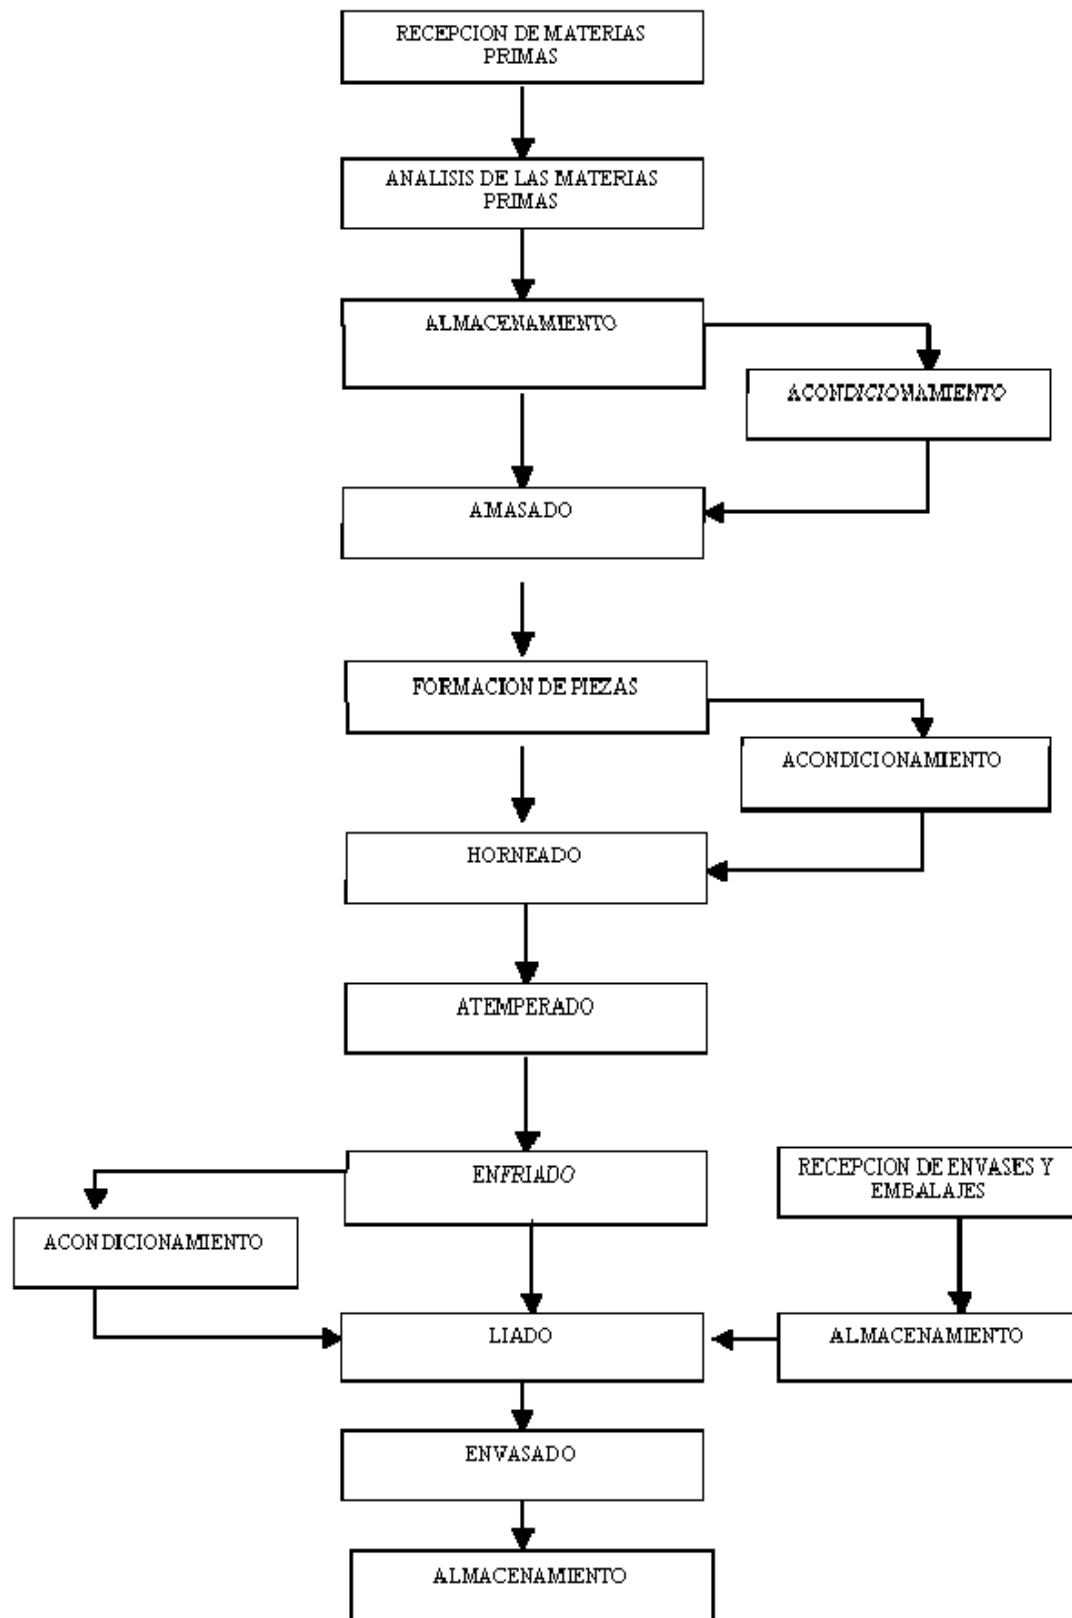 RECEPCION DE MATERIAS
PRIMAS
ANALISIS DE LAS MATERIAS
PRIMAS
ALMACENAMIENTO
ACONDICIONAMIENTO
AMASADO
FORMACION DE PIEZAS
ACONDICIONAMIENTO
HORNEADO
ATEMPERADO
ENFRIADO
RECEPCION DE ENVASES Y
EMBALAJES
ACONDICIONAMIENTO
LIADO
ALMACENAMIENTO
ENVASADO
ALMACENAMIENTO